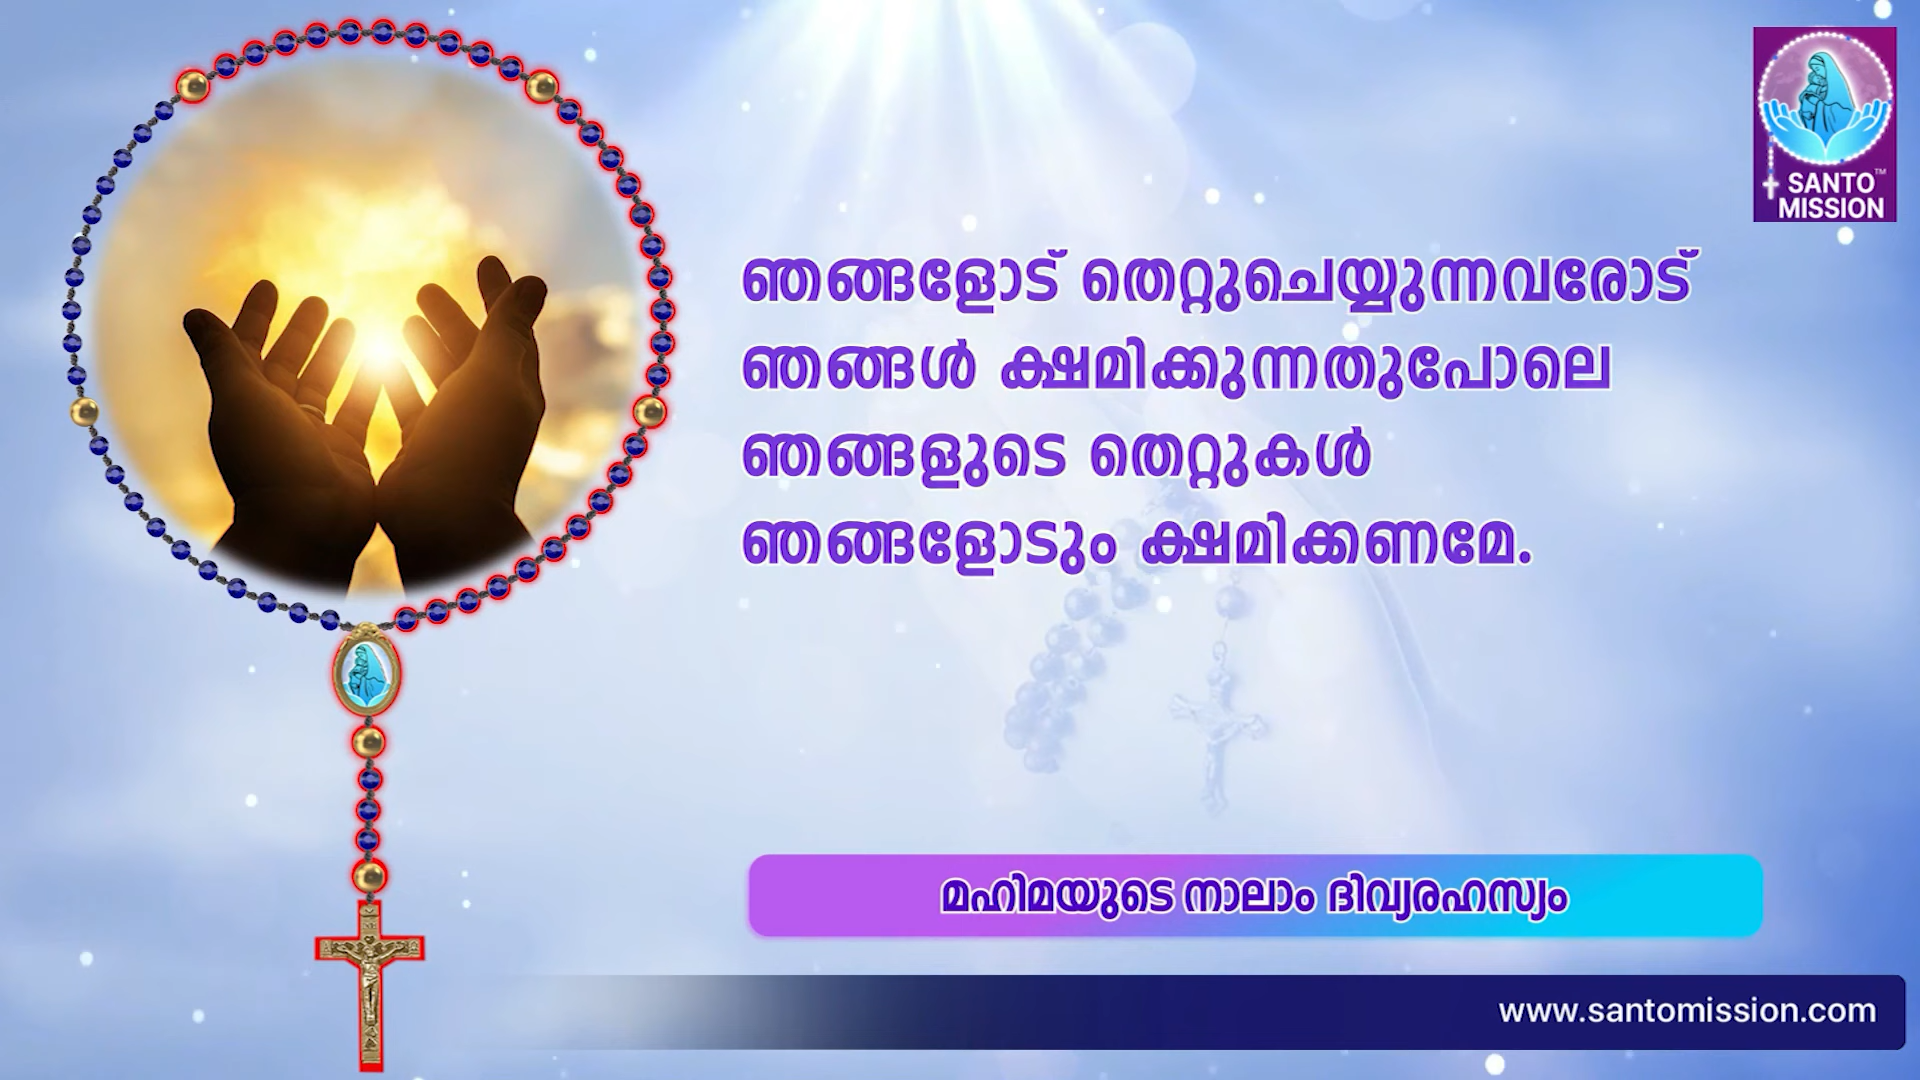 SANTO™
MISSION
ഞങ്ങളോട് തെറ്റുചെയ്യുന്നവരോട്
ഞങ്ങൾ ക്ഷമിക്കുന്നതുപോലെ
ഞങ്ങളുടെ തെറ്റുകൾ
ഞങ്ങളോടും ക്ഷമിക്കണമേ.
മഹിമയുടെ നാലാം ദിവ്യരഹസ്യം
www.santomission.com